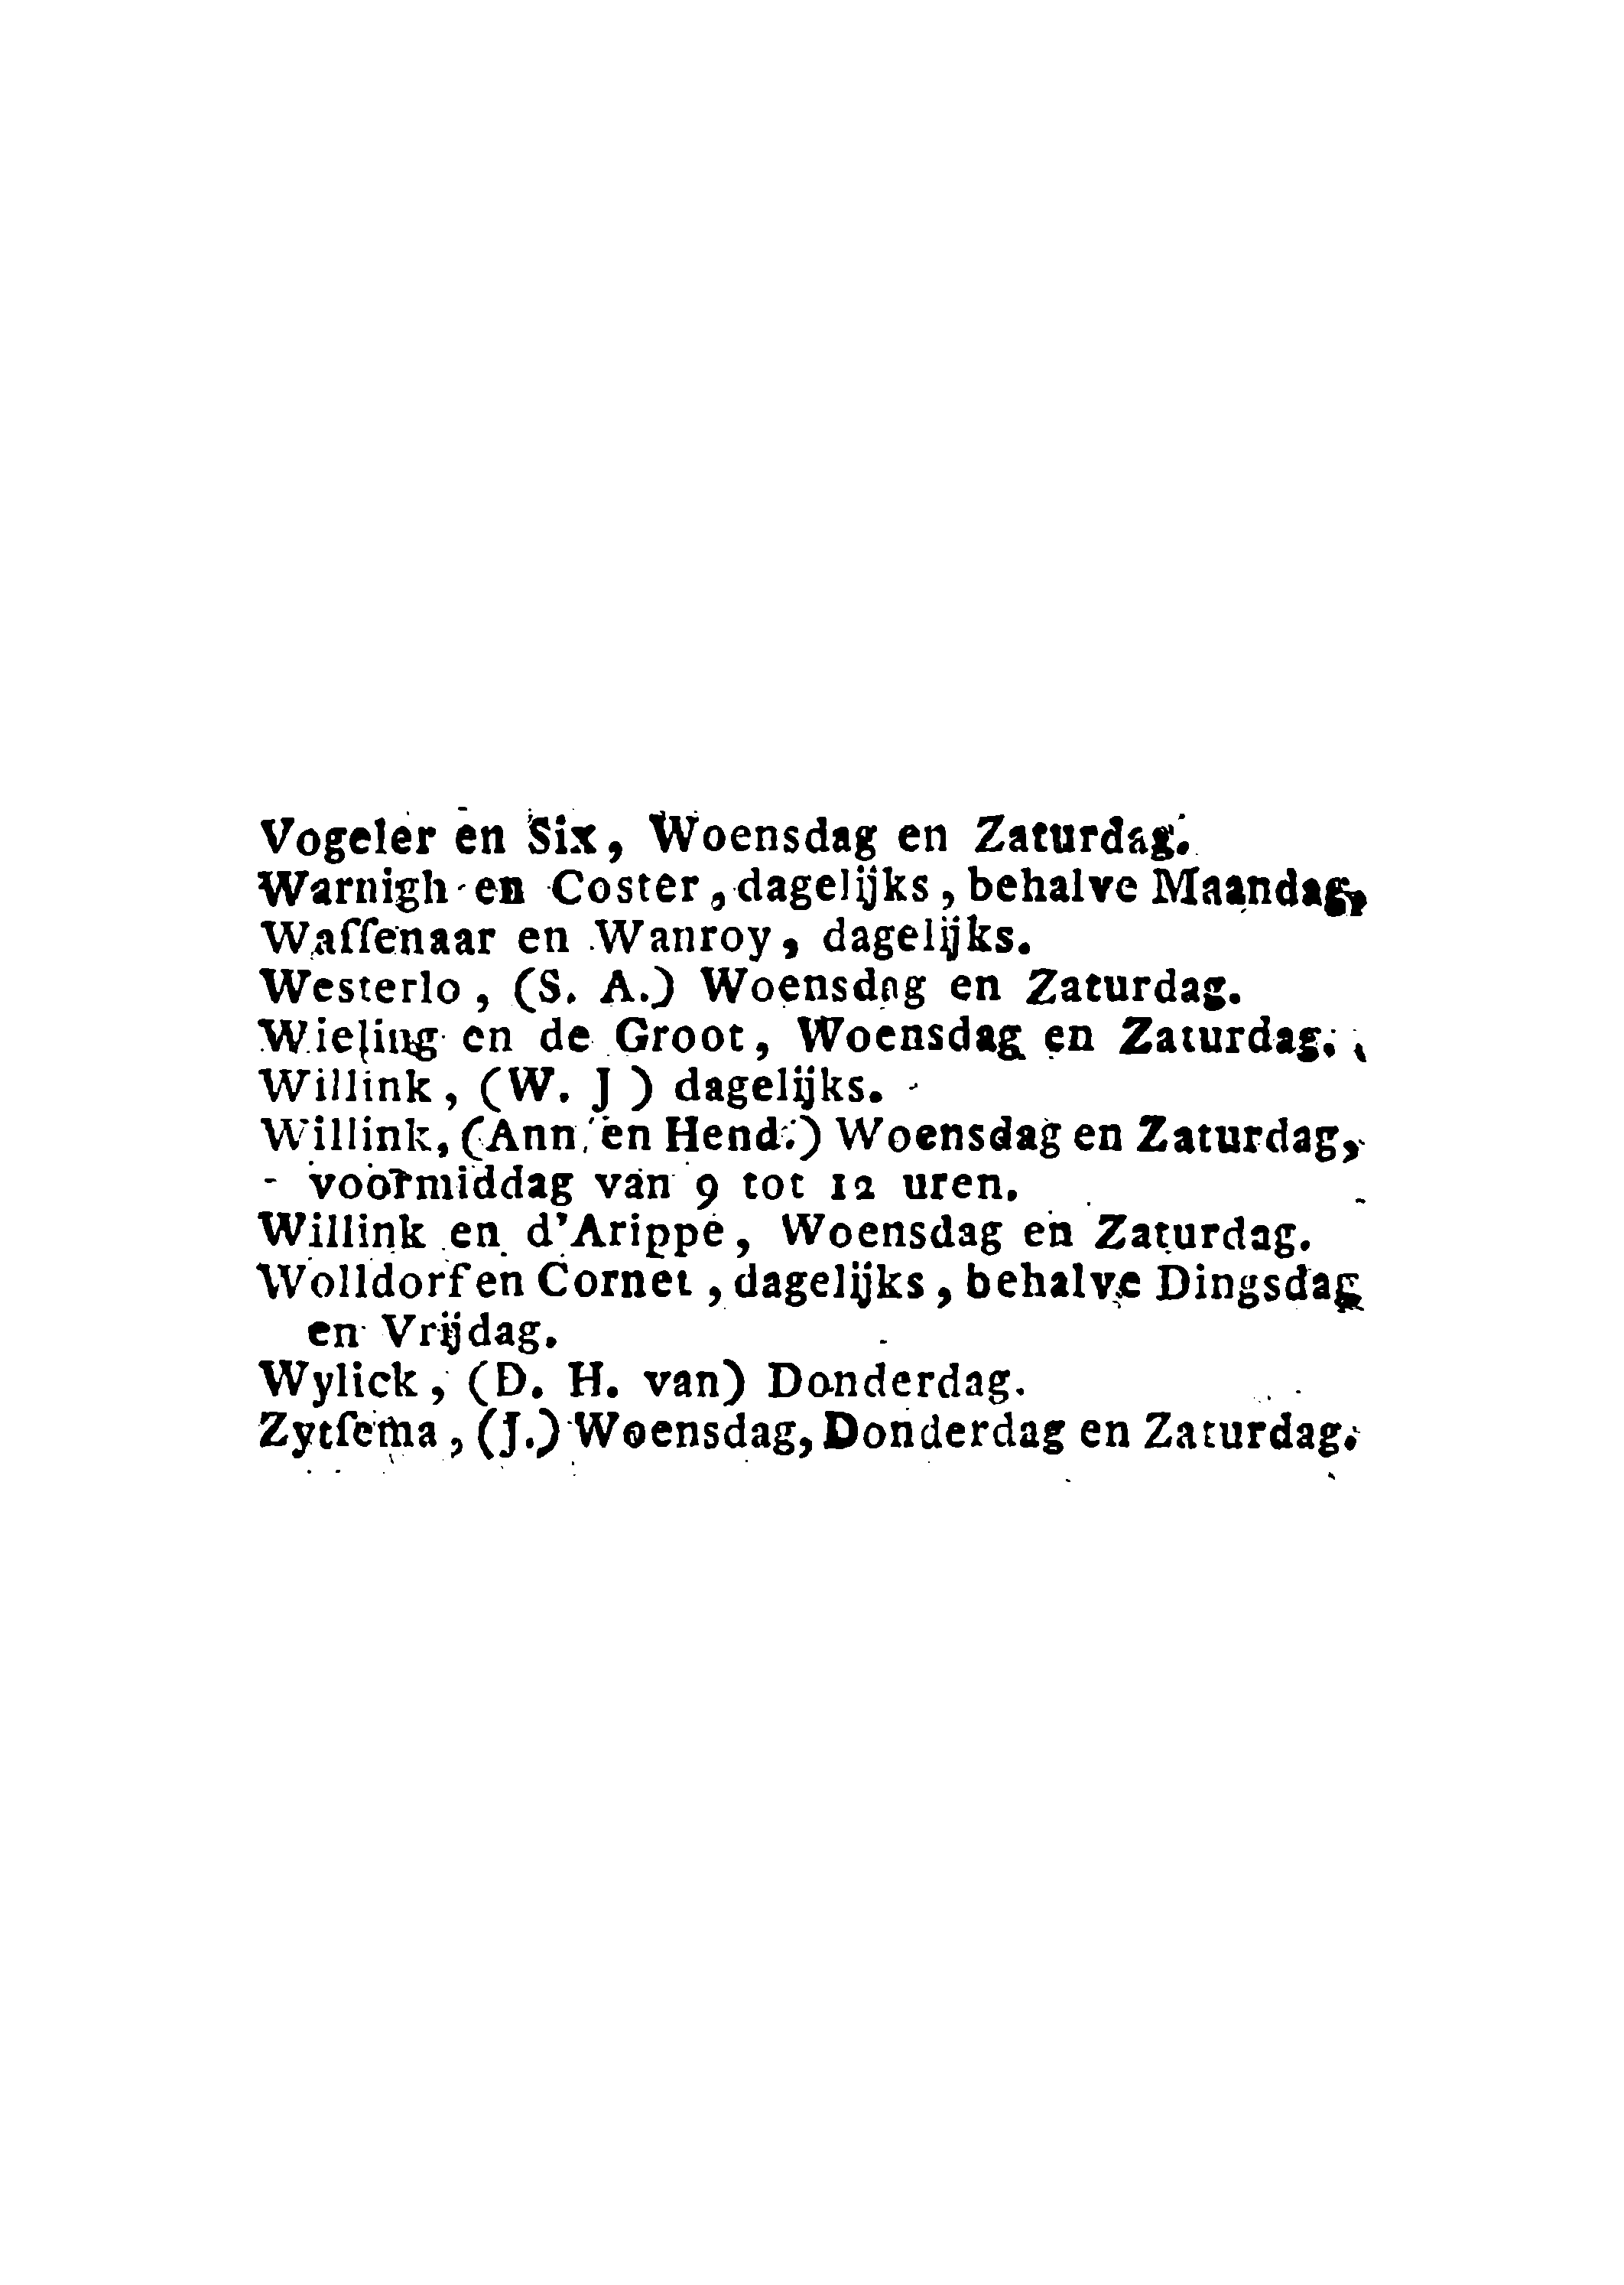 Vogeler en Six, Woensdag en Zaturdag.
Warnigh en Coster, dagelijks, behalve Maandag,
Waſſenaar en Wanroy, dagelijks.
Westerlo, (S. A.) Woensdag en Zaturdag.
Wieling en de Groot, Woensdag en Zaturdag.
Willink, (W. J) dagelijks.
Willink, (Ann. en Hend.) Woensdag en Zaturdag,
voormiddag van 9 tot 12 uren.
Willink en d'Arippe, Woensdag en Zaturdag.
Wolldorf en Cornet, dagelijks, behalve Dingsdag
en Vrijdag.
Wylick, (D. H. van) Donderdag.
Zytſema, (J.) Woensdag, Donderdag en Zaturdag.